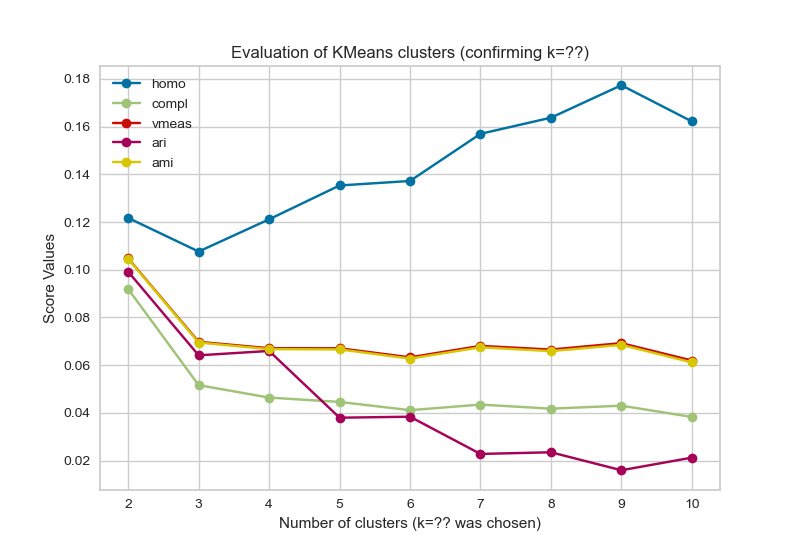 Evaluation of KMeans clusters (confirming k=??)
homo
compl
vmeas
ari
ami
0.18
0.16
0.14
0.12
0.10
0.08
0.06
0.04
0.02
Score Values
2 3 4 5 6 7 8 9 10
Number of clusters (k=?? was chosen)